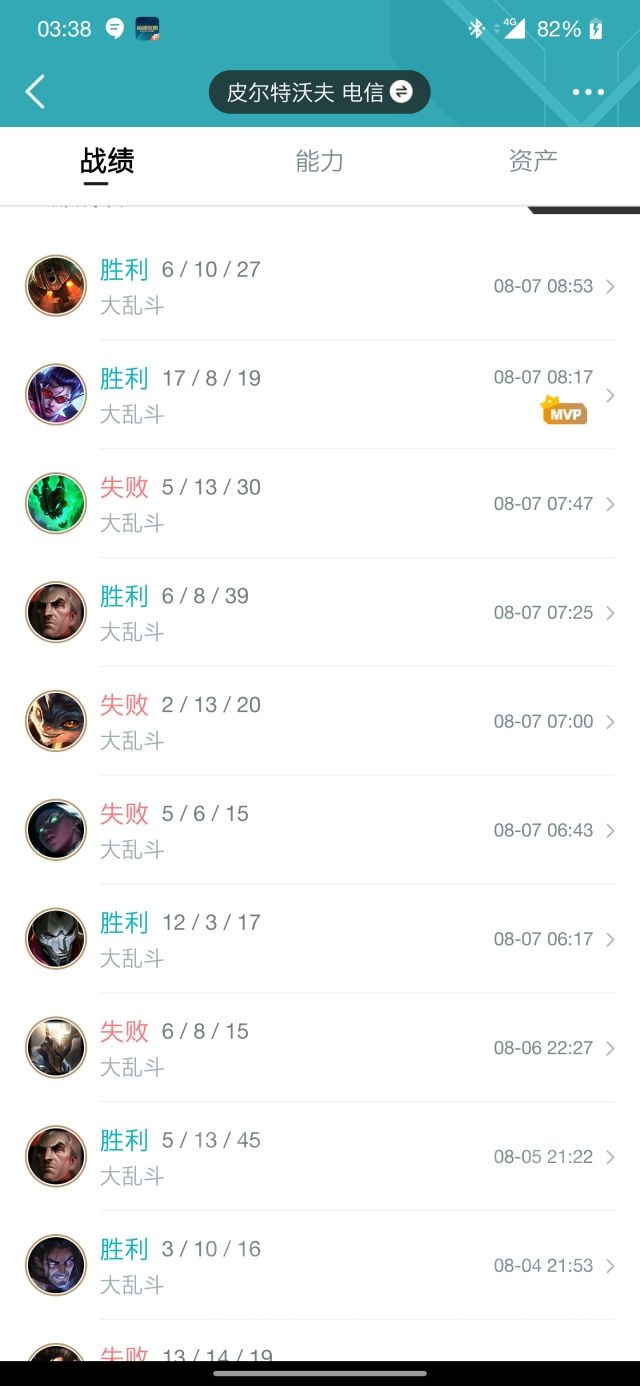 03:38
4G
82%
皮尔特沃夫 电信
战绩
能力
资产
胜利 6 / 10 / 27
大乱斗
08-07 08:53
胜利 17 / 8 / 19
大乱斗
08-07 08:17
MVP
失败 5 / 13 / 30
大乱斗
08-07 07:47
胜利 6 / 8 / 39
大乱斗
08-07 07:25
失败 2 / 13 / 20
大乱斗
08-07 07:00
失败 5 / 6 / 15
大乱斗
08-07 06:43
胜利 12 / 3 / 17
大乱斗
08-07 06:17
失败 6 / 8 / 15
大乱斗
08-06 22:27
胜利 5 / 13 / 45
大乱斗
08-05 21:22
胜利 3 / 10 / 16
大乱斗
08-04 21:53
失败 13 / 14 / 19